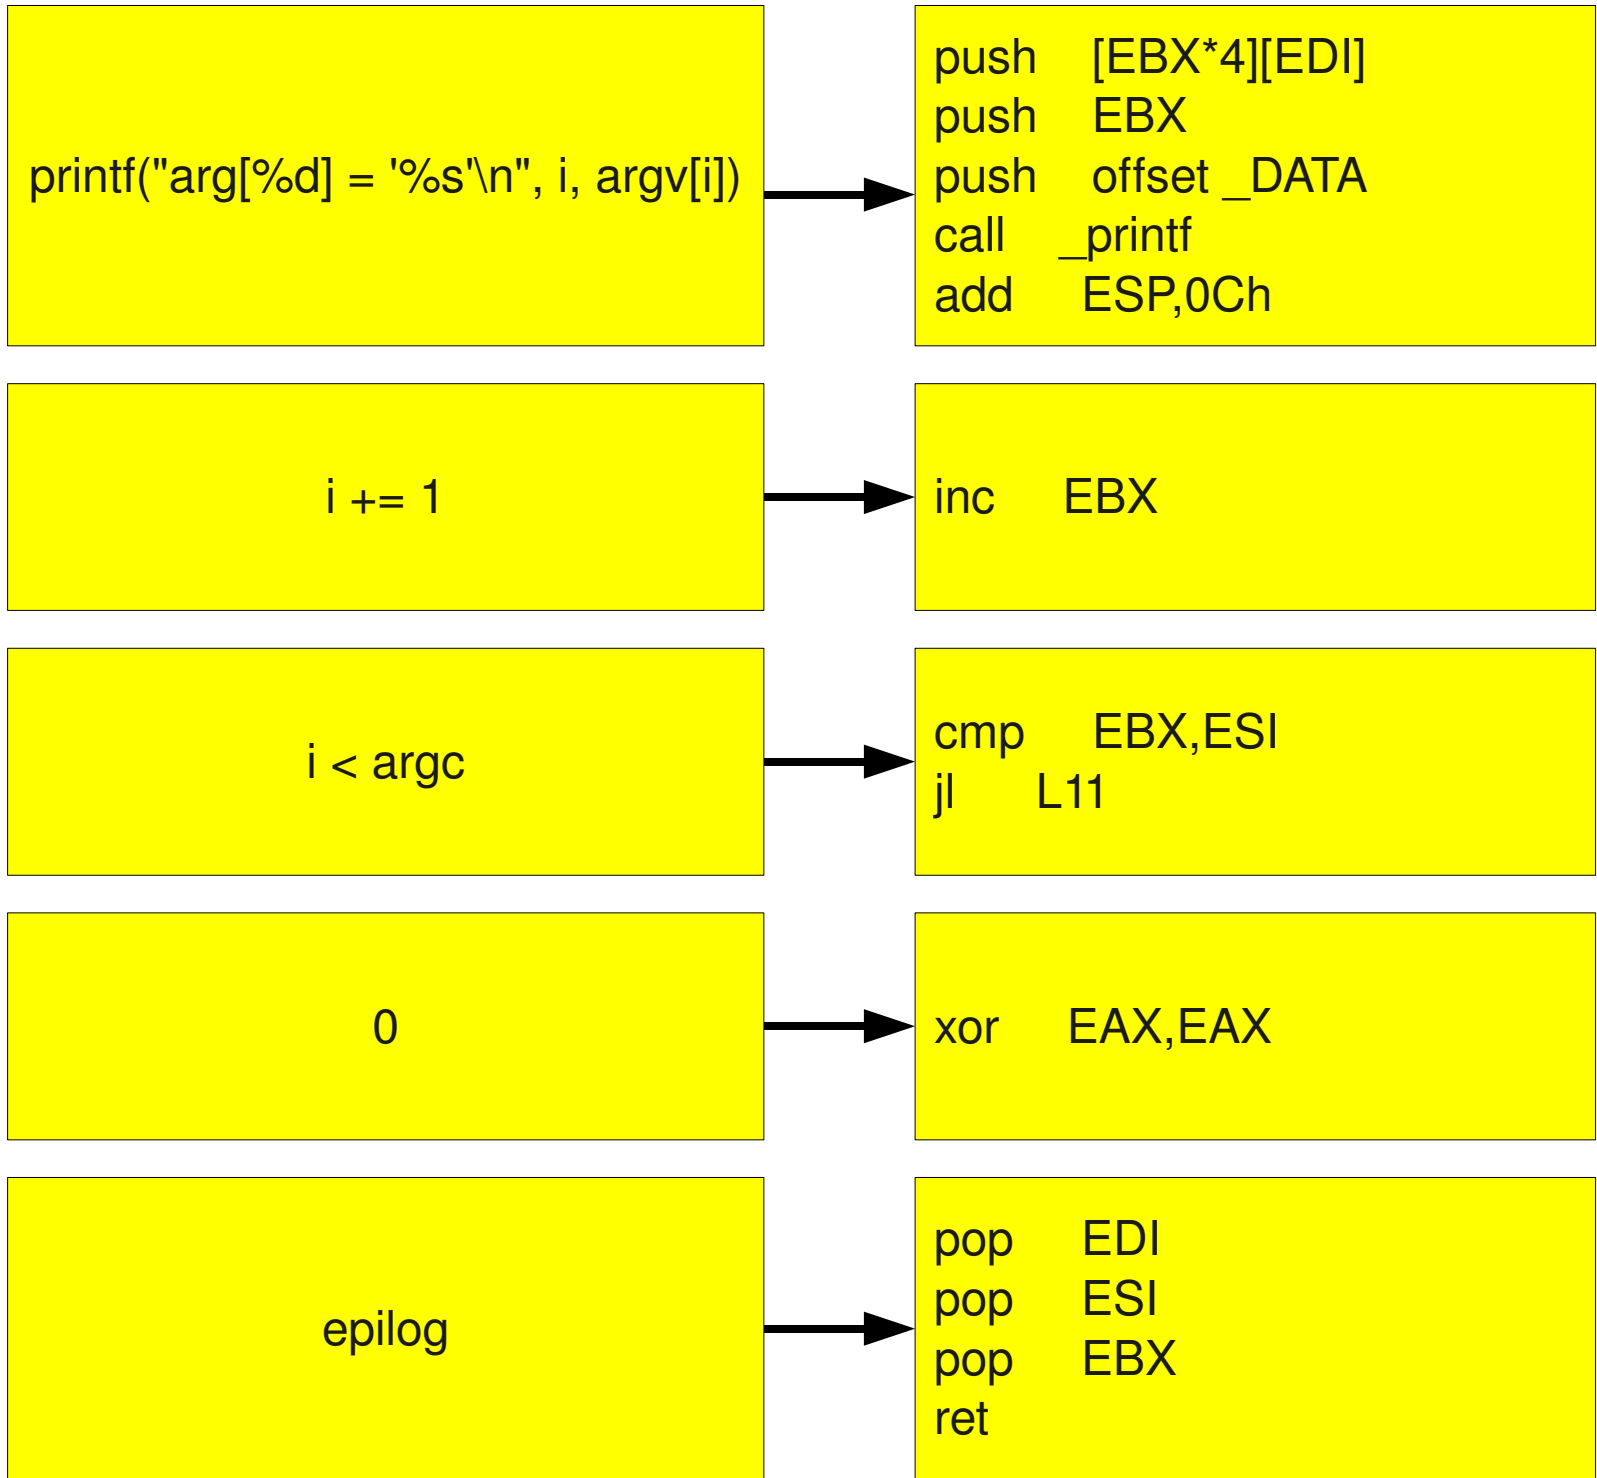 printf("arg[%d] = '%s'\n", i, argv[i])
push [EBX*4][EDI]
push EBX
push offset _DATA
call _printf
add ESP,0Ch
i += 1
inc EBX
i < argc
cmp EBX,ESI
jl L11
0
xor EAX,EAX
epilog
pop EDI
pop ESI
pop EBX
ret